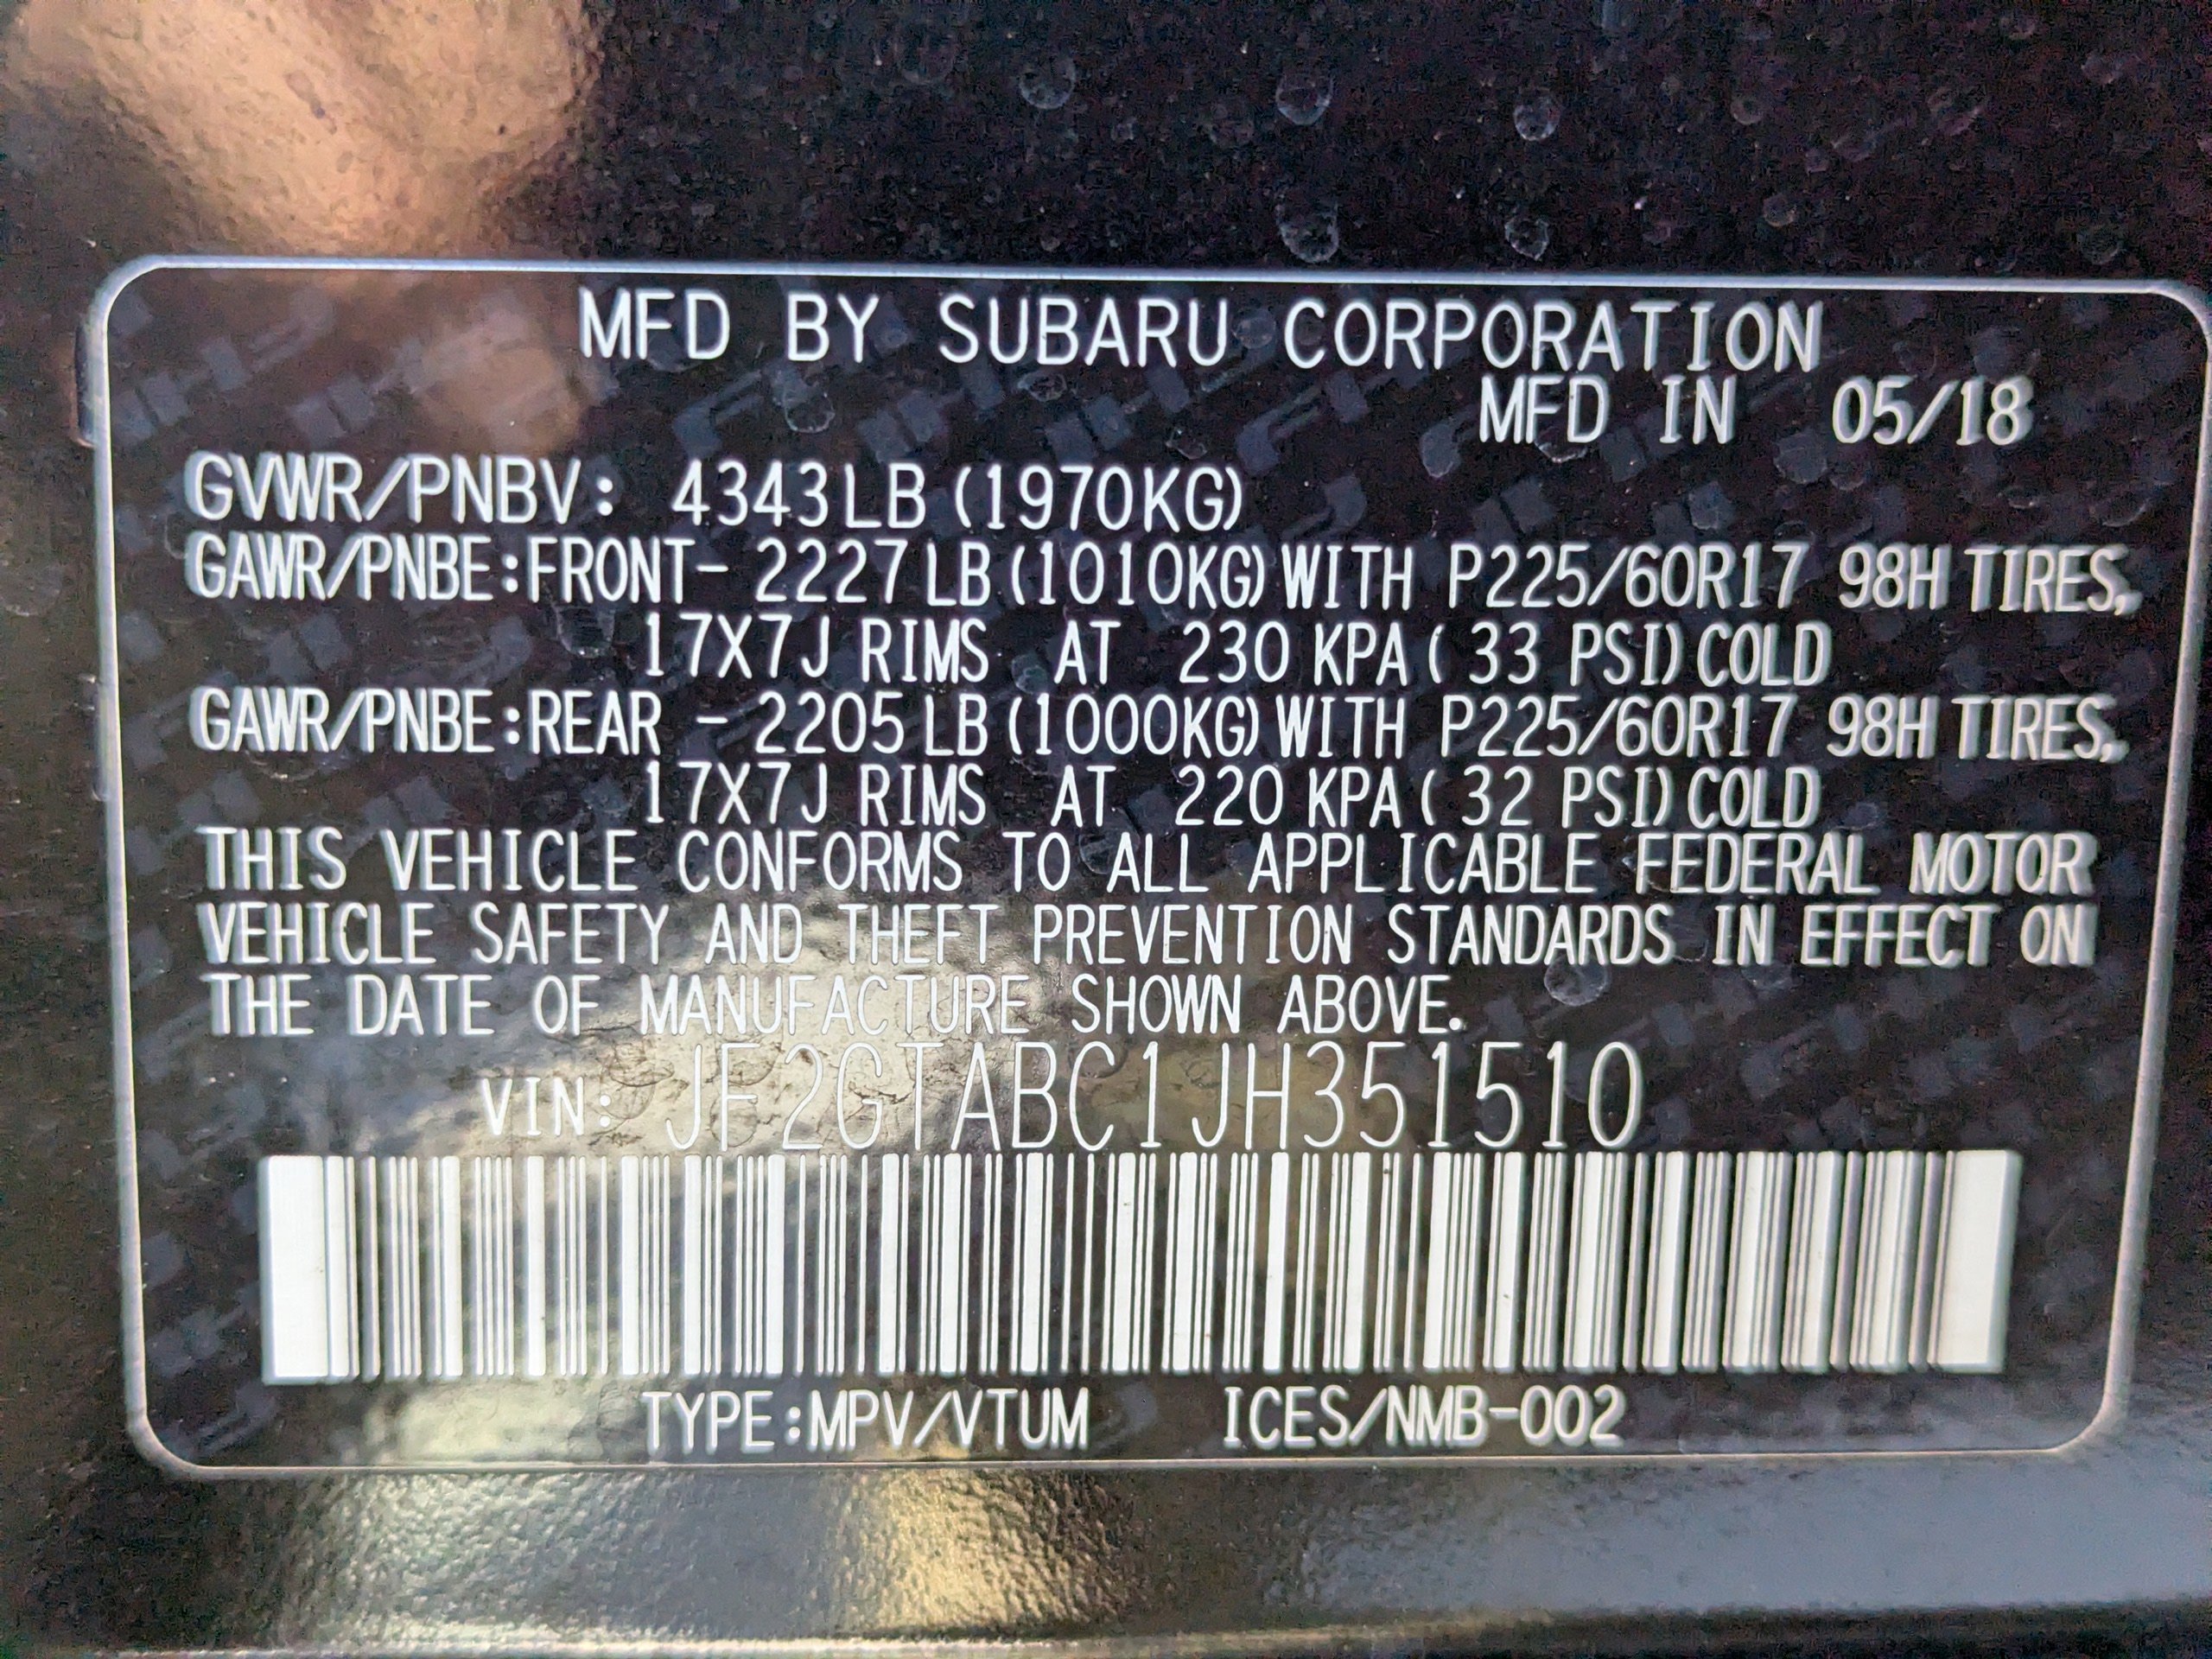 MFD BY SUBARU CORPORATION
MFD IN 05/18
GVWR/PNBV: 4343LB (1970KG)
GAWR/PNBE:FRONT- 2227LB (1010KG) WITH P225/60R17 98H TIRES,
17X7J RIMS AT 230 KPA ( 33 PSI) COLD
GAWR/PNBE:REAR - 2205LB (1000KG) WITH P225/60R17 98H TIRES,
17X7J RIMS AT 220 KPA ( 32 PSI) COLD
THIS VEHICLE CONFORMS TO ALL APPLICABLE FEDERAL MOTOR
VEHICLE SAFETY AND THEFT PREVENTION STANDARDS IN EFFECT ON
THE DATE OF MANUFACTURE SHOWN ABOVE.
VIN: JF2GTABC1JH351510
TYPE:MPV/VTUM ICES/NMB-002